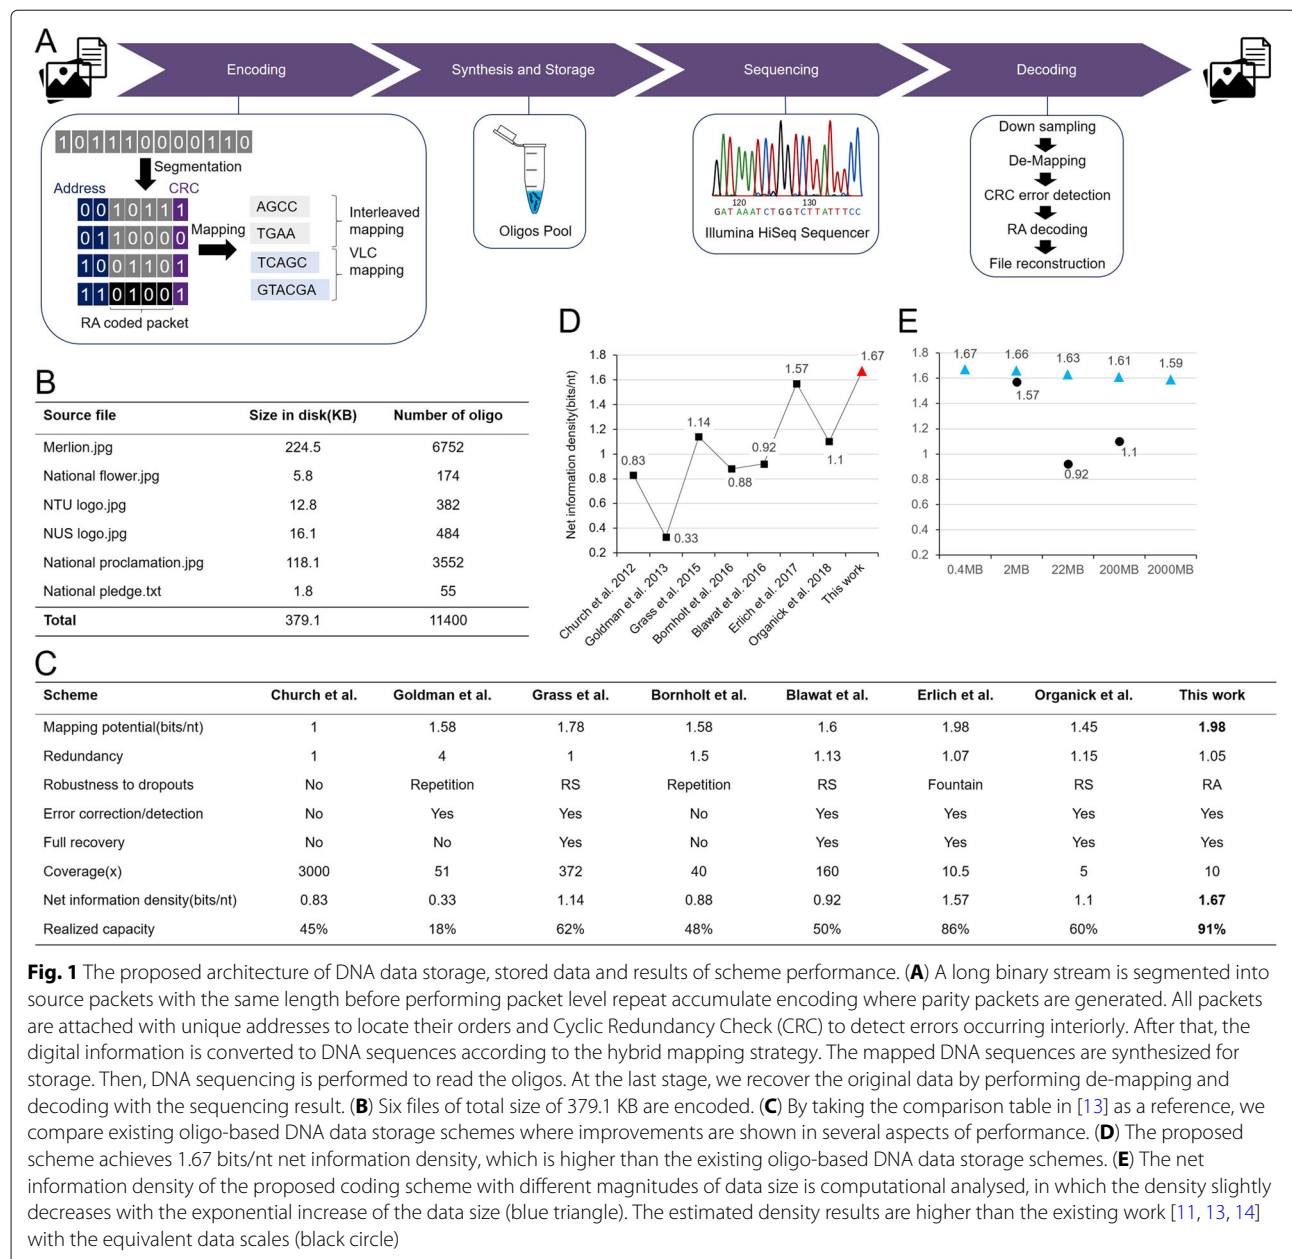 A
Encoding
Synthesis and Storage
Sequencing
Decoding
1 0 1 1 1 0 0 0 0 1 1 0
Segmentation
Address
CRC
0 0 1 0 1 1 1
0 1 1 0 0 0 0
1 0 0 1 1 0 1
1 1 0 1 0 0 1
RA coded packet
Mapping
AGCC
TGAA
TCAGC
GTACGA
Interleaved
mapping
VLC
mapping
Oligos Pool
120 130
G A T A A A T C T G G T C T T A T T T C C
Illumina HiSeq Sequencer
Down sampling
De-Mapping
CRC error detection
RA decoding
File reconstruction
B
Source file Size in disk(KB) Number of oligo
Merlion.jpg 224.5 6752
National flower.jpg 5.8 174
NTU logo.jpg 12.8 382
NUS logo.jpg 16.1 484
National proclamation.jpg 118.1 3552
National pledge.txt 1.8 55
Total 379.1 11400
D
Net information density(bits/nt)
1.8
1.6
1.4
1.2
1
0.8
0.6
0.4
0.2
0.83
0.33
1.14
0.88
0.92
1.57
1.1
1.67
Church et al. 2012
Goldman et al. 2013
Grass et al. 2015
Bornholt et al. 2016
Blawat et al. 2016
Erlich et al. 2017
Organick et al. 2018
This work
E
1.8
1.6
1.4
1.2
1
0.8
0.6
0.4
0.2
1.67 1.66 1.63 1.61 1.59
1.57
0.92
1.1
0.4MB 2MB 22MB 200MB 2000MB
C
Scheme Church et al. Goldman et al. Grass et al. Bornholt et al. Blawat et al. Erlich et al. Organick et al. This work
Mapping potential(bits/nt) 1 1.58 1.78 1.58 1.6 1.98 1.45 1.98
Redundancy 1 4 1 1.5 1.13 1.07 1.15 1.05
Robustness to dropouts No Repetition RS Repetition RS Fountain RS RA
Error correction/detection No Yes Yes No Yes Yes Yes Yes
Full recovery No No Yes No Yes Yes Yes Yes
Coverage(x) 3000 51 372 40 160 10.5 5 10
Net information density(bits/nt) 0.83 0.33 1.14 0.88 0.92 1.57 1.1 1.67
Realized capacity 45% 18% 62% 48% 50% 86% 60% 91%
Fig. 1 The proposed architecture of DNA data storage, stored data and results of scheme performance. (A) A long binary stream is segmented into
source packets with the same length before performing packet level repeat accumulate encoding where parity packets are generated. All packets
are attached with unique addresses to locate their orders and Cyclic Redundancy Check (CRC) to detect errors occurring interiorly. After that, the
digital information is converted to DNA sequences according to the hybrid mapping strategy. The mapped DNA sequences are synthesized for
storage. Then, DNA sequencing is performed to read the oligos. At the last stage, we recover the original data by performing de-mapping and
decoding with the sequencing result. (B) Six files of total size of 379.1 KB are encoded. (C) By taking the comparison table in [13] as a reference, we
compare existing oligo-based DNA data storage schemes where improvements are shown in several aspects of performance. (D) The proposed
scheme achieves 1.67 bits/nt net information density, which is higher than the existing oligo-based DNA data storage schemes. (E) The net
information density of the proposed coding scheme with different magnitudes of data size is computational analysed, in which the density slightly
decreases with the exponential increase of the data size (blue triangle). The estimated density results are higher than the existing work [11, 13, 14]
with the equivalent data scales (black circle)